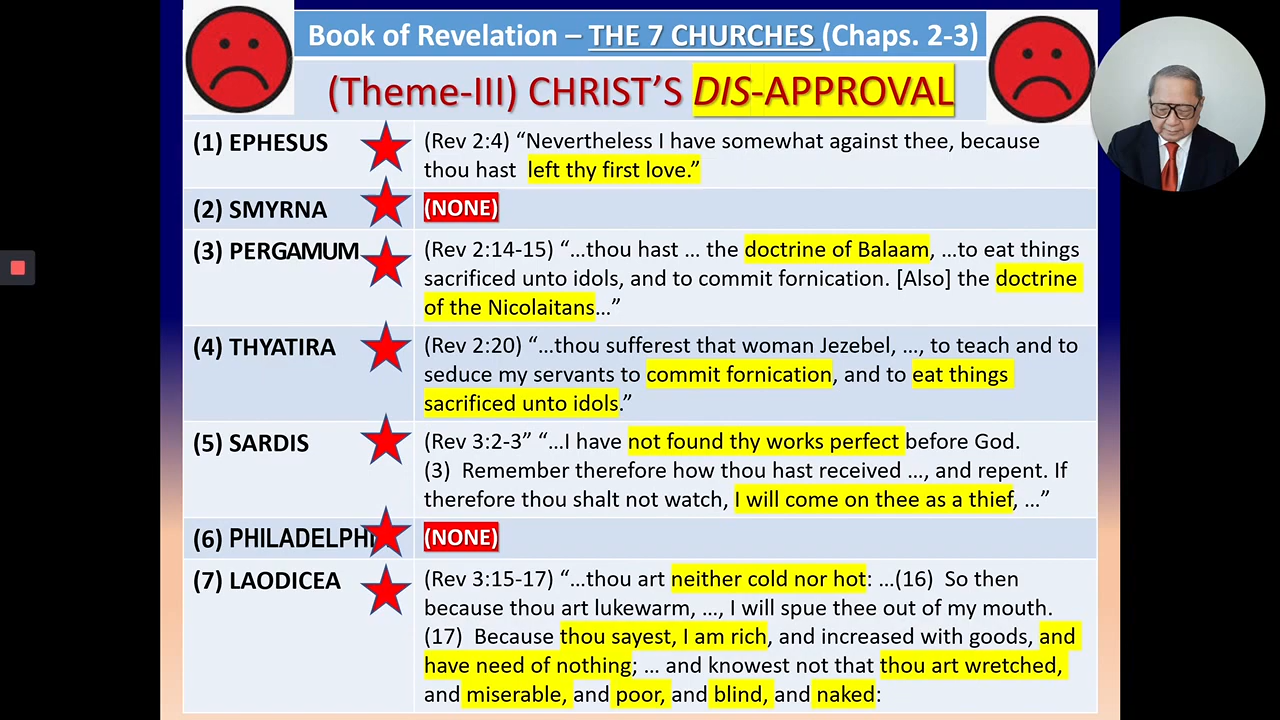 Book of Revelation – THE 7 CHURCHES (Chaps. 2-3)
(Theme-III) CHRIST’S DIS-APPROVAL
(1) EPHESUS
(Rev 2:4) “Nevertheless I have somewhat against thee, because
thou hast left thy first love.”
(2) SMYRNA
(NONE)
(3) PERGAMUM
(Rev 2:14-15) “…thou hast … the doctrine of Balaam, …to eat things
sacrificed unto idols, and to commit fornication. [Also] the doctrine
of the Nicolaitans…”
(4) THYATIRA
(Rev 2:20) “…thou sufferest that woman Jezebel, …, to teach and to
seduce my servants to commit fornication, and to eat things
sacrificed unto idols.”
(5) SARDIS
(Rev 3:2-3” “…I have not found thy works perfect before God.
(3) Remember therefore how thou hast received …, and repent. If
therefore thou shalt not watch, I will come on thee as a thief, …”
(6) PHILADELPHI
(NONE)
(7) LAODICEA
(Rev 3:15-17) “…thou art neither cold nor hot: …(16) So then
because thou art lukewarm, …, I will spue thee out of my mouth.
(17) Because thou sayest, I am rich, and increased with goods, and
have need of nothing; … and knowest not that thou art wretched,
and miserable, and poor, and blind, and naked: